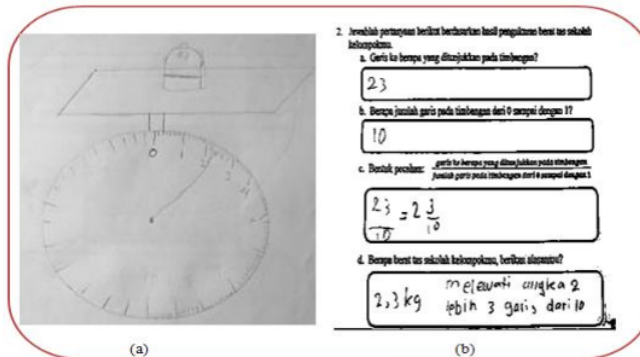 0 1 2 3
(a)
2. Jawablah pertanyaan berikut berdasarkan hasil pengukuran berat tas sekolah
kelompokmu.
a. Garis ke berapa yang ditunjukkan pada timbangan?
23
b. Berapa jumlah garis pada timbangan dari 0 sampai dengan 1?
10
c. Bentuk pecahan: garis ke berapa yang ditunjukkan pada timbangan
jumlah garis pada timbangan dari 0 sampai dengan 1
23/10 = 2 3/10
d. Berapa berat tas sekolah kelompokmu, berikan alasanmu?
2,3 kg melewati angka 2
lebih 3 garis dari 10
(b)